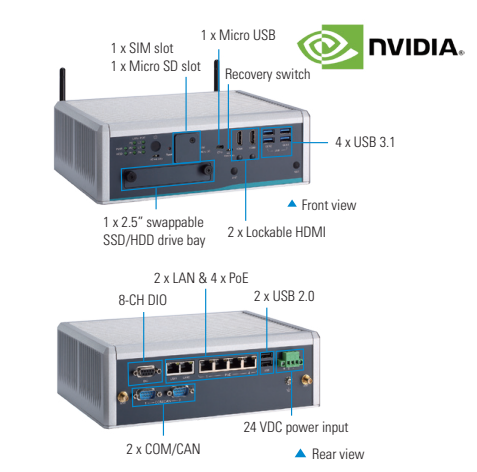 1 x Micro USB
NVIDIA.
1 x SIM slot
1 x Micro SD slot
Recovery switch
4 x USB 3.1
Front view
1 x 2.5" swappable
SSD/HDD drive bay
2 x Lockable HDMI
2 x LAN & 4 x PoE
8-CH DIO
2 x USB 2.0
24 VDC power input
2 x COM/CAN
Rear view